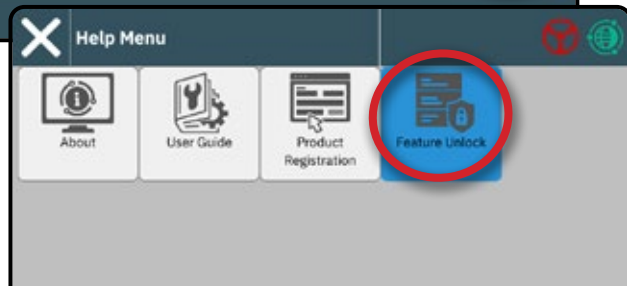 Help Menu
About
User Guide
Product
Registration
Feature Unlock